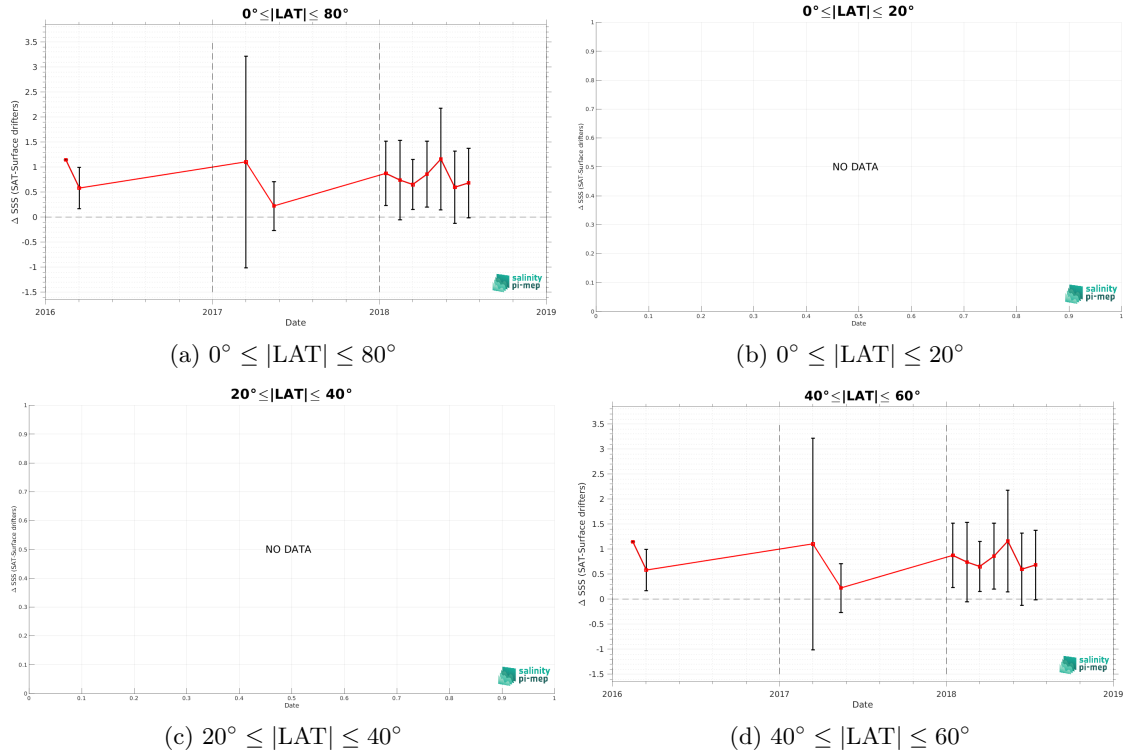 0°≤|LAT|≤ 80°
3.5
3
2.5
2
1.5
1
0.5
0
-0.5
-1
-1.5
Δ SSS (SAT-Surface drifters)
2016
2017
2018
2019
Date
salinity
pi-mep
(a) 0° ≤ |LAT| ≤ 80°
0°≤|LAT|≤ 20°
1
0.9
0.8
0.7
0.6
0.5
0.4
0.3
0.2
0.1
0
Δ SSS (SAT-Surface drifters)
NO DATA
0
0.1
0.2
0.3
0.4
0.5
0.6
0.7
0.8
0.9
1
Date
salinity
pi-mep
(b) 0° ≤ |LAT| ≤ 20°
20°≤|LAT|≤ 40°
1
0.9
0.8
0.7
0.6
0.5
0.4
0.3
0.2
0.1
0
Δ SSS (SAT-Surface drifters)
NO DATA
0
0.1
0.2
0.3
0.4
0.5
0.6
0.7
0.8
0.9
1
Date
salinity
pi-mep
(c) 20° ≤ |LAT| ≤ 40°
40°≤|LAT|≤ 60°
3.5
3
2.5
2
1.5
1
0.5
0
-0.5
-1
-1.5
Δ SSS (SAT-Surface drifters)
2016
2017
2018
2019
Date
salinity
pi-mep
(d) 40° ≤ |LAT| ≤ 60°